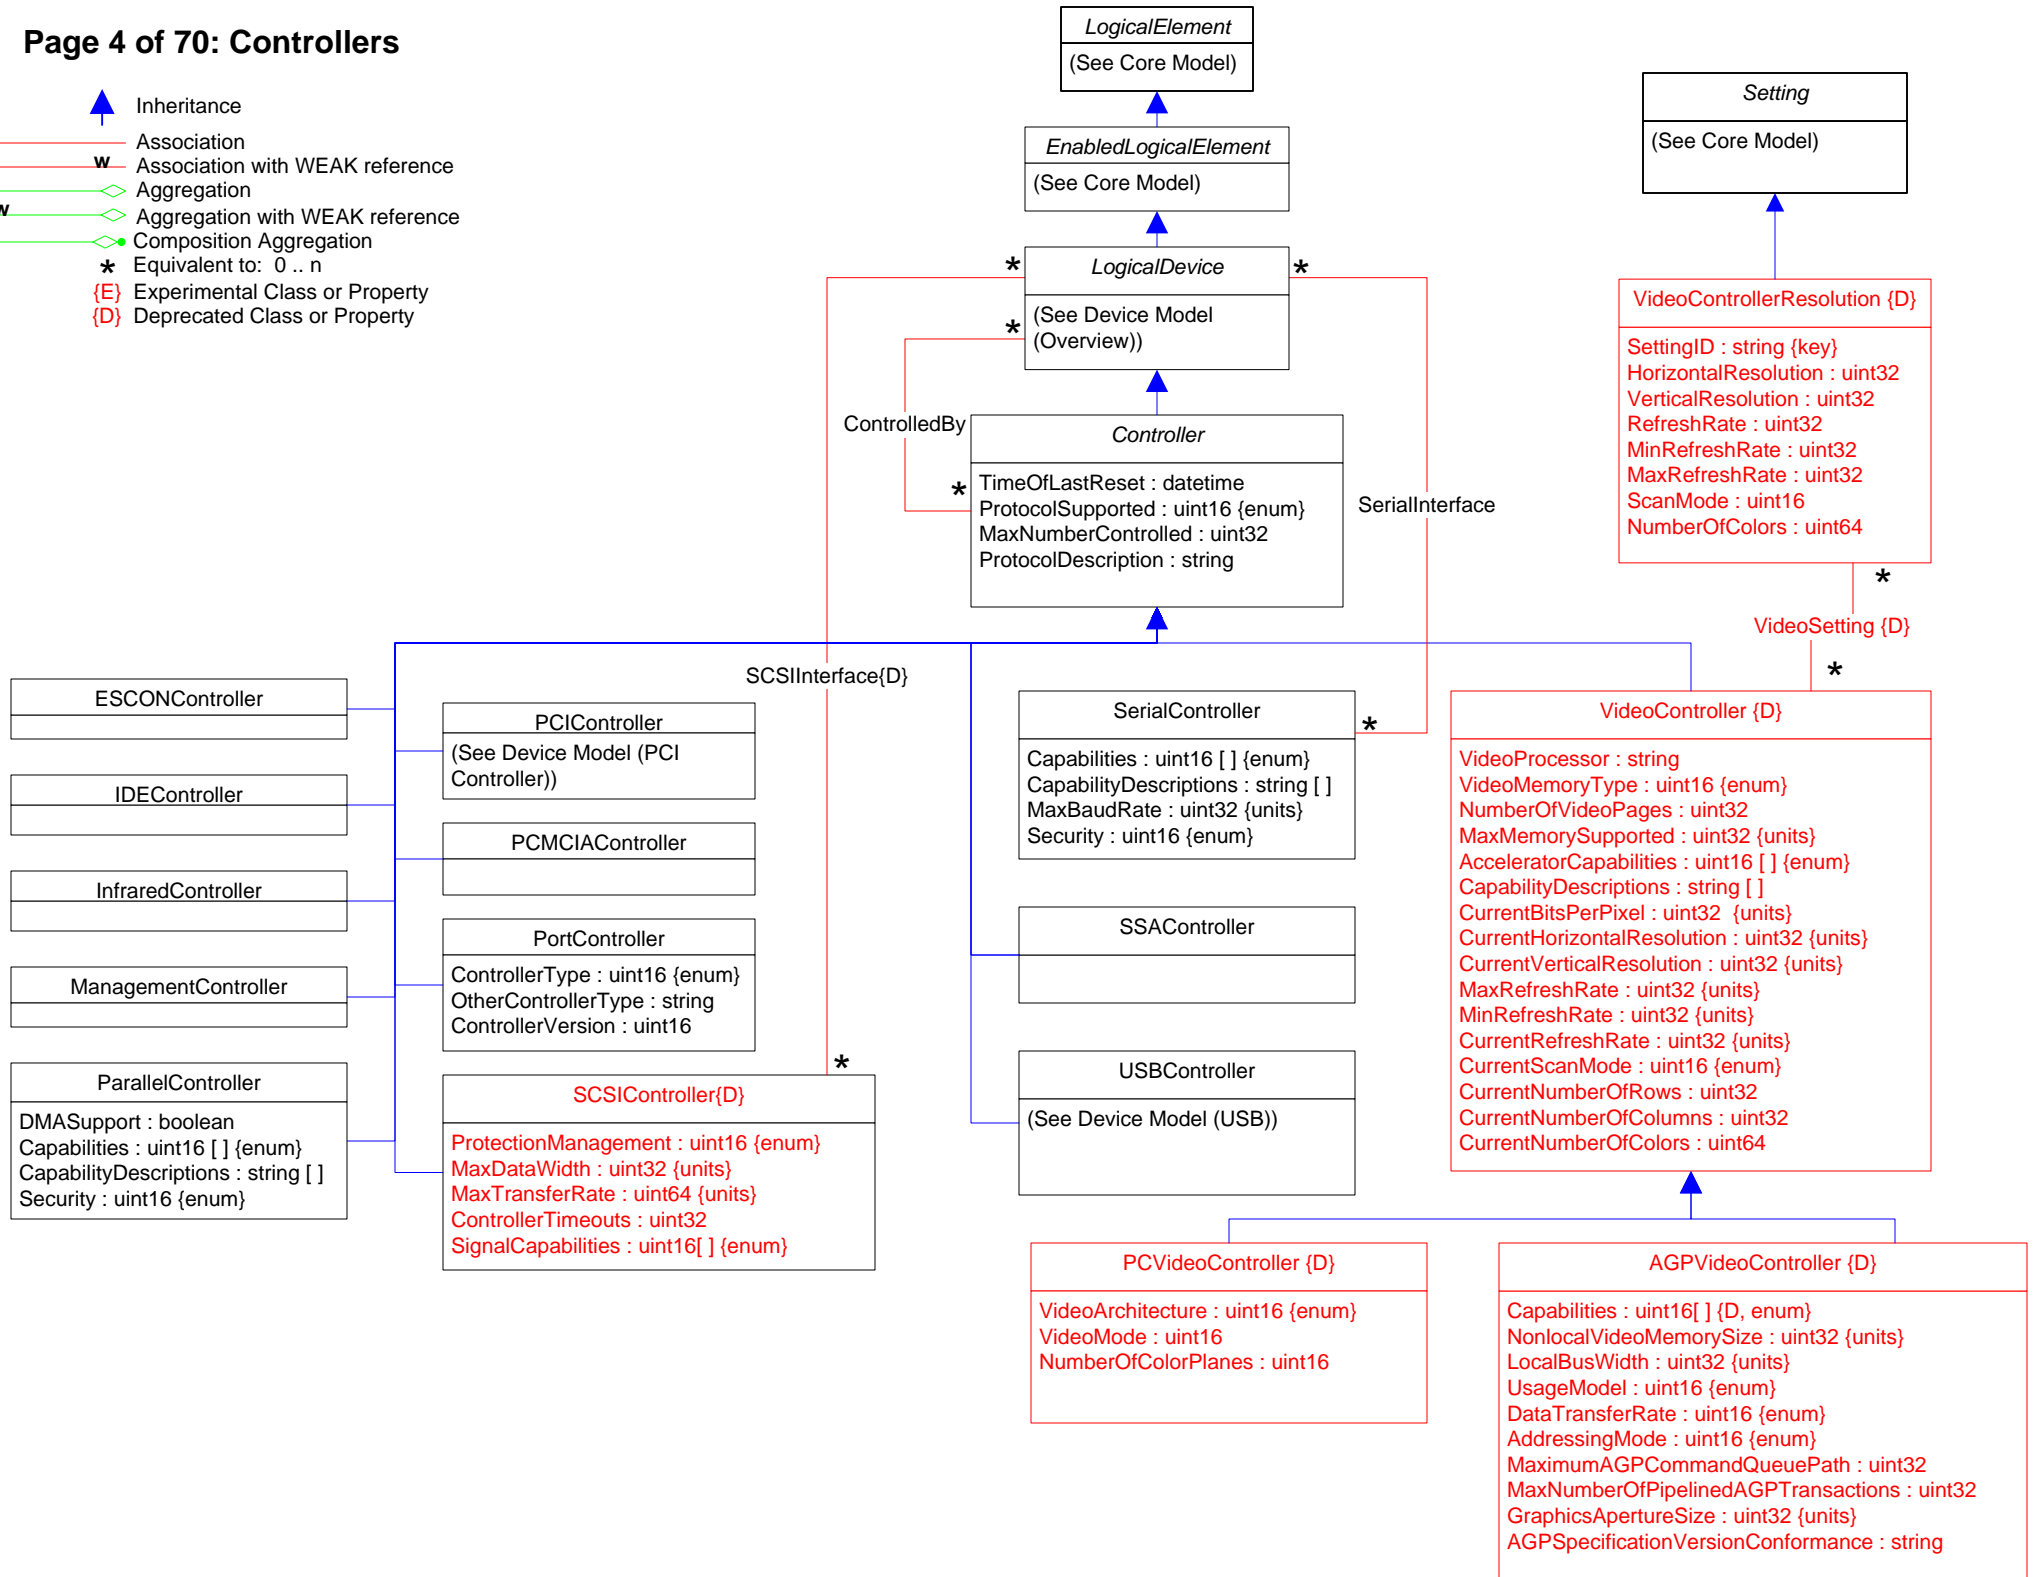 Page 4 of 70: Controllers
Inheritance
Association
w Association with WEAK reference
Aggregation
w Aggregation with WEAK reference
Composition Aggregation
* Equivalent to: 0 .. n
{E} Experimental Class or Property
{D} Deprecated Class or Property
LogicalElement
(See Core Model)
EnabledLogicalElement
(See Core Model)
* LogicalDevice *
(See Device Model
(Overview))
*
ControlledBy
Controller
TimeOfLastReset : datetime
ProtocolSupported : uint16 {enum}
MaxNumberControlled : uint32
ProtocolDescription : string
*
SerialInterface
Setting
(See Core Model)
VideoControllerResolution {D}
SettingID : string {key}
HorizontalResolution : uint32
VerticalResolution : uint32
RefreshRate : uint32
MinRefreshRate : uint32
MaxRefreshRate : uint32
ScanMode : uint16
NumberOfColors : uint64
*
VideoSetting {D}
*
SCSIInterface{D}
ESCONController
IDEController
InfraredController
ManagementController
ParallelController
DMASupport : boolean
Capabilities : uint16 [ ] {enum}
CapabilityDescriptions : string [ ]
Security : uint16 {enum}
PCIController
(See Device Model (PCI
Controller))
PCMCIAController
PortController
ControllerType : uint16 {enum}
OtherControllerType : string
ControllerVersion : uint16
*
SCSIController{D}
ProtectionManagement : uint16 {enum}
MaxDataWidth : uint32 {units}
MaxTransferRate : uint64 {units}
ControllerTimeouts : uint32
SignalCapabilities : uint16[ ] {enum}
SerialController
*
Capabilities : uint16 [ ] {enum}
CapabilityDescriptions : string [ ]
MaxBaudRate : uint32 {units}
Security : uint16 {enum}
SSAController
USBController
(See Device Model (USB))
VideoController {D}
VideoProcessor : string
VideoMemoryType : uint16 {enum}
NumberOfVideoPages : uint32
MaxMemorySupported : uint32 {units}
AcceleratorCapabilities : uint16 [ ] {enum}
CapabilityDescriptions : string [ ]
CurrentBitsPerPixel : uint32 {units}
CurrentHorizontalResolution : uint32 {units}
CurrentVerticalResolution : uint32 {units}
MaxRefreshRate : uint32 {units}
MinRefreshRate : uint32 {units}
CurrentRefreshRate : uint32 {units}
CurrentScanMode : uint16 {enum}
CurrentNumberOfRows : uint32
CurrentNumberOfColumns : uint32
CurrentNumberOfColors : uint64
PCVideoController {D}
VideoArchitecture : uint16 {enum}
VideoMode : uint16
NumberOfColorPlanes : uint16
AGPVideoController {D}
Capabilities : uint16[ ] {D, enum}
NonlocalVideoMemorySize : uint32 {units}
LocalBusWidth : uint32 {units}
UsageModel : uint16 {enum}
DataTransferRate : uint16 {enum}
AddressingMode : uint16 {enum}
MaximumAGPCommandQueuePath : uint32
MaxNumberOfPipelinedAGPTransactions : uint32
GraphicsApertureSize : uint32 {units}
AGPSpecificationVersionConformance : string